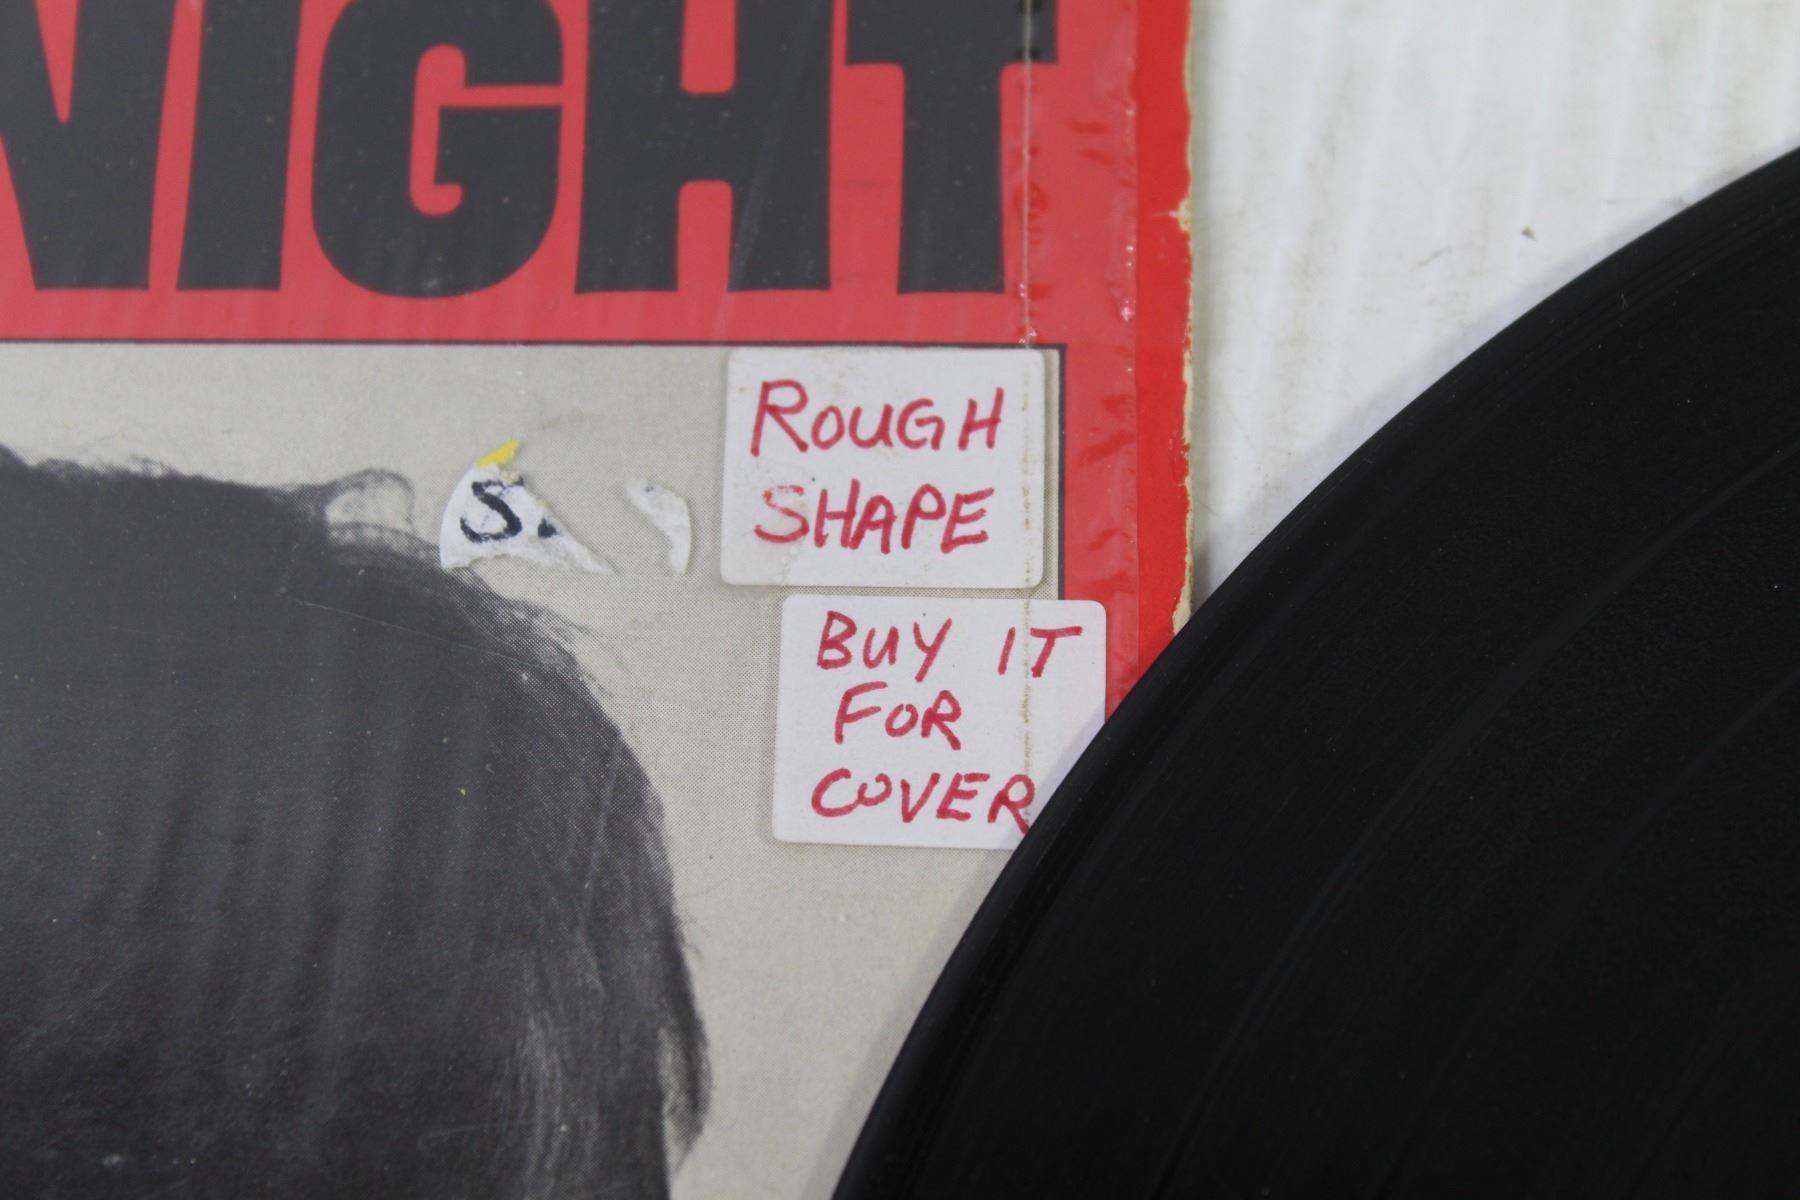 NIGHT
ROUGH
SHAPE
S.
BUY IT
FOR
COVER